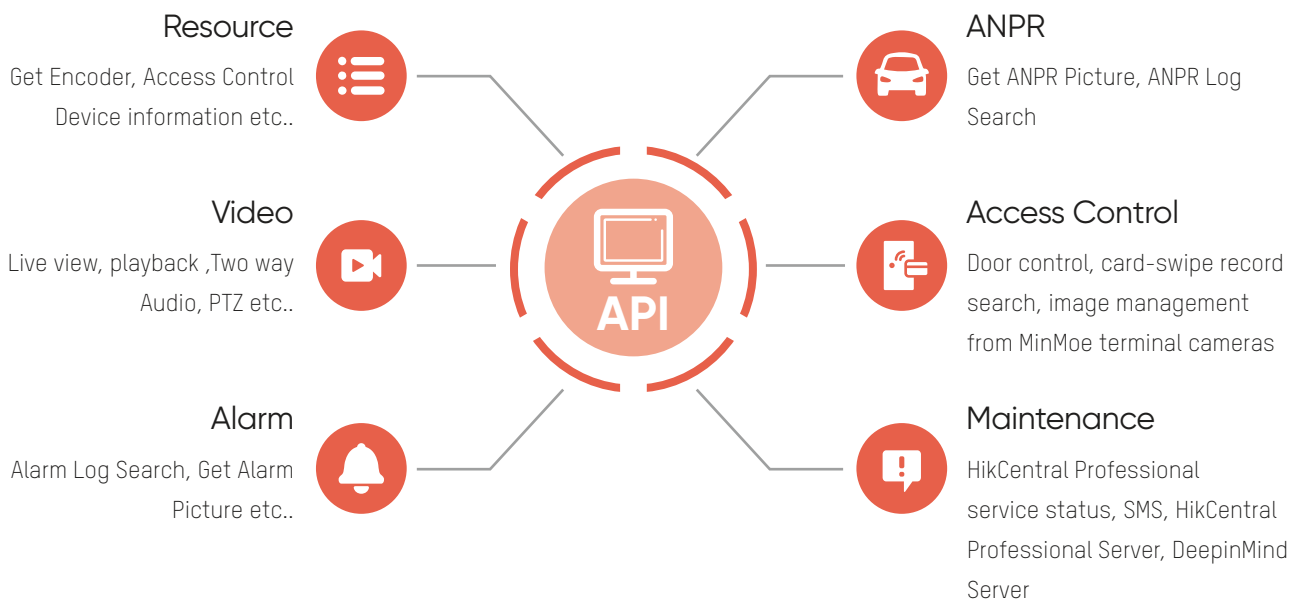 Resource
Get Encoder, Access Control
Device information etc..
Video
Live view, playback ,Two way
Audio, PTZ etc..
Alarm
Alarm Log Search, Get Alarm
Picture etc..
API
ANPR
Get ANPR Picture, ANPR Log
Search
Access Control
Door control, card-swipe record
search, image management
from MinMoe terminal cameras
Maintenance
HikCentral Professional
service status, SMS, HikCentral
Professional Server, DeepinMind
Server